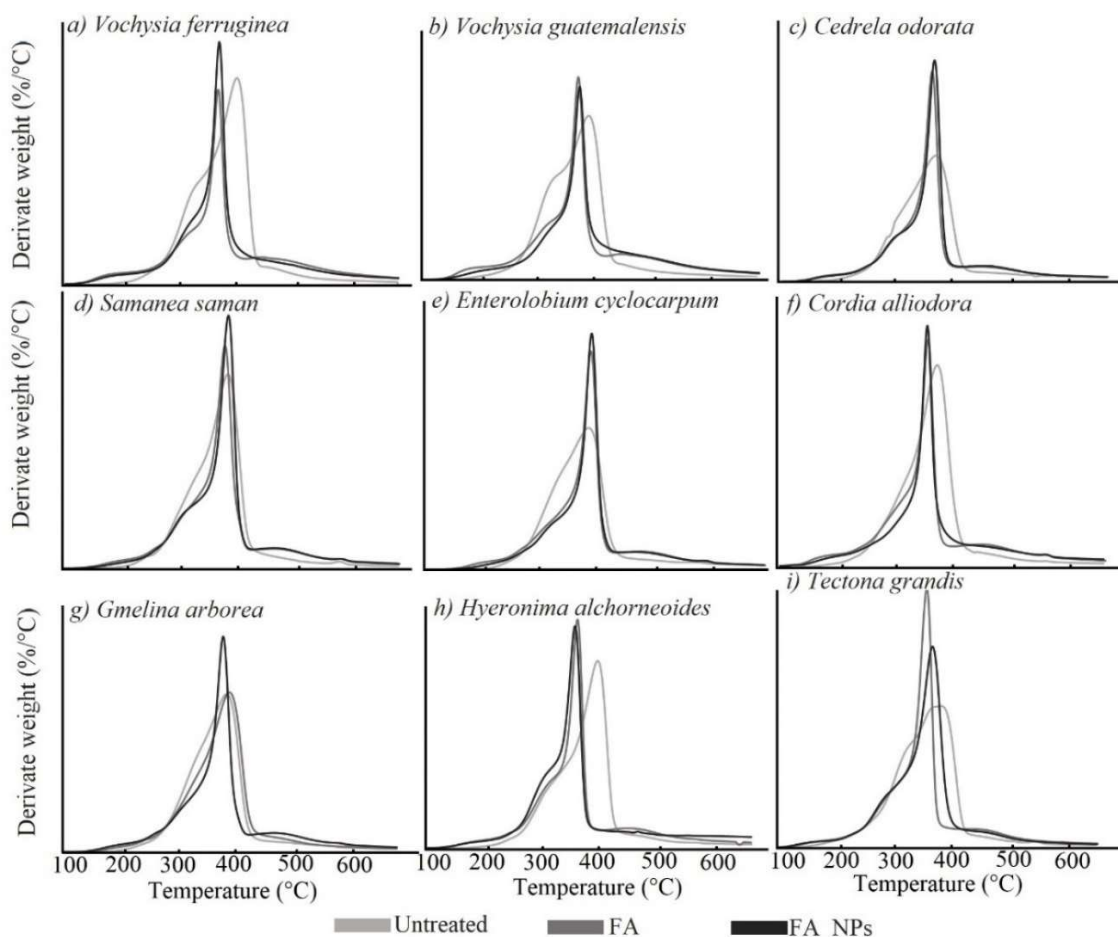 a) Vochysia ferruginea
b) Vochysia guatemalensis
c) Cedrela odorata
Derivate weight (%/°C)
d) Samanea saman
e) Enterolobium cyclocarpum
f) Cordia alliodora
Derivate weight (%/°C)
g) Gmelina arborea
h) Hyeronima alchorneoides
i) Tectona grandis
Derivate weight (%/°C)
100 200 300 400 500 600
100 200 300 400 500 600
100 200 300 400 500 600
Temperature (°C)
Temperature (°C)
Temperature (°C)
Untreated
FA
FA_NPs